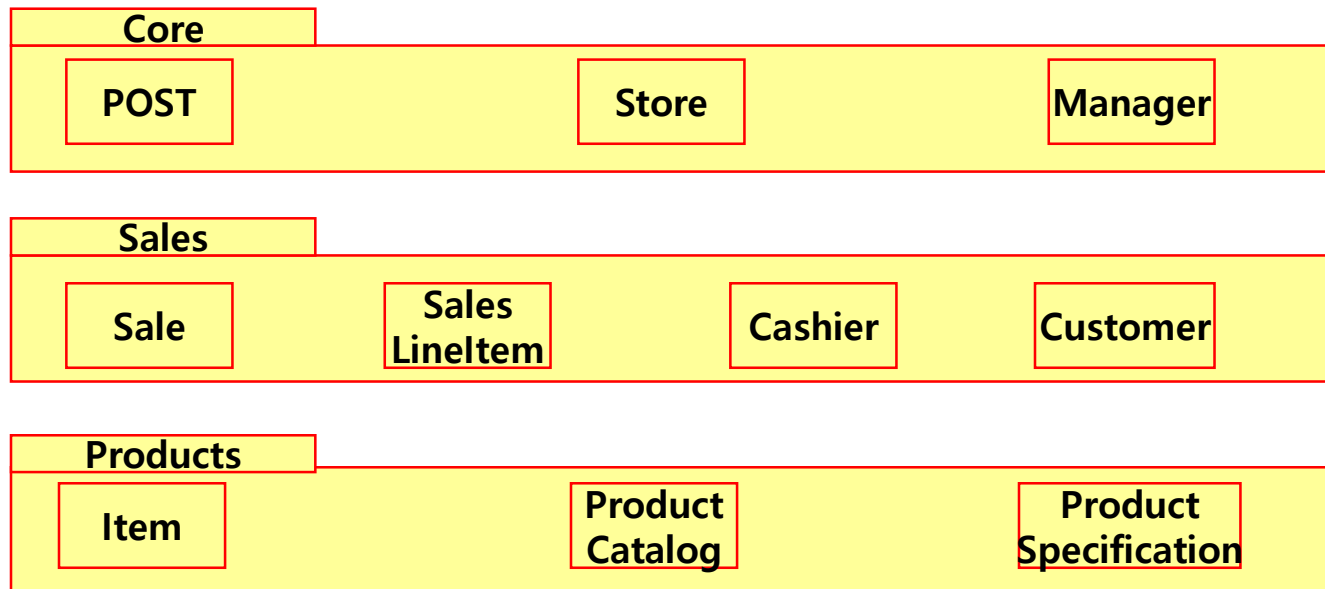 Core
POST
Store
Manager
Sales
Sale
Sales
LineItem
Cashier
Customer
Products
Item
Product
Catalog
Product
Specification